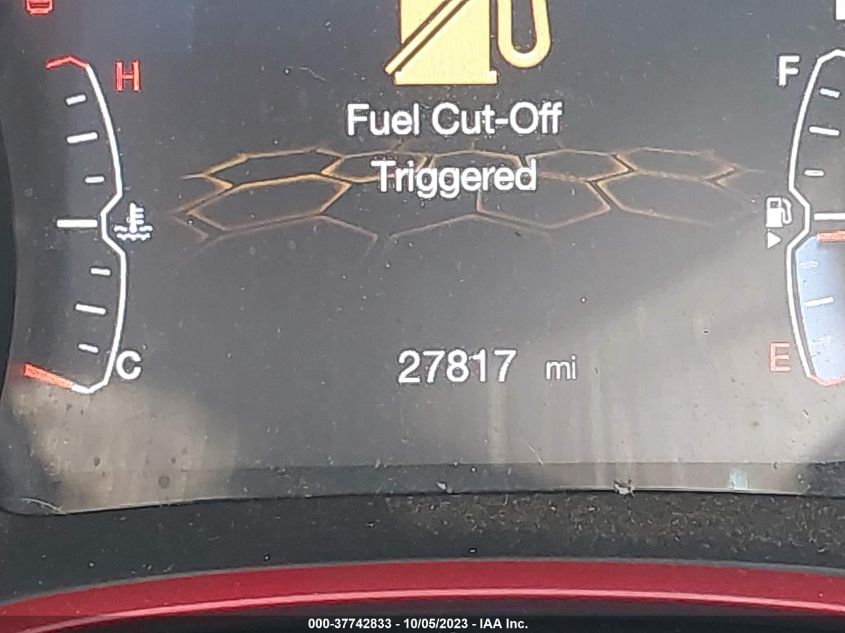 H
F
Fuel Cut-Off
Triggered
27817 mi
C
E
000-37742833 - 10/05/2023 - IAA Inc.